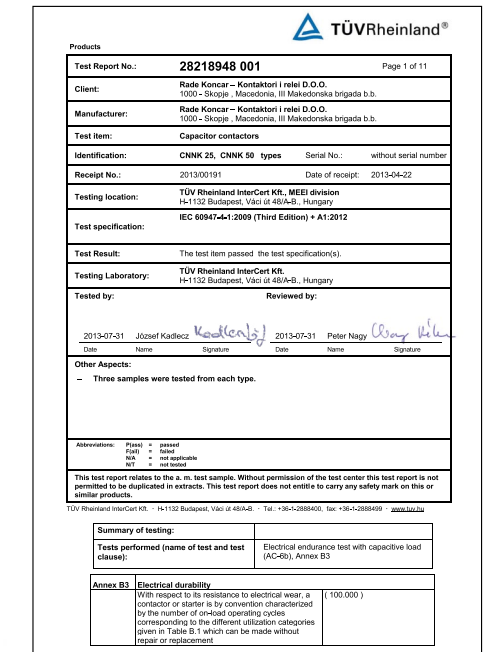 TÜVRheinland®
Products
Test Report No.: 28218948 001 Page 1 of 11
Client: Rade Koncar – Kontaktori i relei D.O.O.
1000 - Skopje , Macedonia, III Makedonska brigada b.b.
Manufacturer: Rade Koncar – Kontaktori i relei D.O.O.
1000 - Skopje , Macedonia, III Makedonska brigada b.b.
Test item: Capacitor contactors
Identification: CNNK 25, CNNK 50 types Serial No.: without serial number
Receipt No.: 2013/00191 Date of receipt: 2013-04-22
Testing location: TÜV Rheinland InterCert Kft., MEEI division
H-1132 Budapest, Váci út 48/A-B., Hungary
Test specification: IEC 60947-4-1:2009 (Third Edition) + A1:2012
Test Result: The test item passed the test specification(s).
Testing Laboratory: TÜV Rheinland InterCert Kft.
H-1132 Budapest, Váci út 48/A-B., Hungary
Tested by: Reviewed by:
2013-07-31 József Kadlecz 2013-07-31 Peter Nagy
Date Name Signature Date Name Signature
Other Aspects:
– Three samples were tested from each type.
Abbreviations: P(ass) = passed
F(ail) = failed
N/A = not applicable
N/T = not tested
This test report relates to the a. m. test sample. Without permission of the test center this test report is not
permitted to be duplicated in extracts. This test report does not entitle to carry any safety mark on this or
similar products.
TÜV Rheinland InterCert Kft. · H-1132 Budapest, Váci út 48/A-B. · Tel.: +36-1-2888400, fax: +36-1-2888499 · www.tuv.hu
Summary of testing:
Tests performed (name of test and test
clause):
Electrical endurance test with capacitive load
(AC-6b), Annex B3
Annex B3 Electrical durability
With respect to its resistance to electrical wear, a ( 100.000 )
contactor or starter is by convention characterized
by the number of on-load operating cycles
corresponding to the different utilization categories
given in Table B.1 which can be made without
repair or replacement